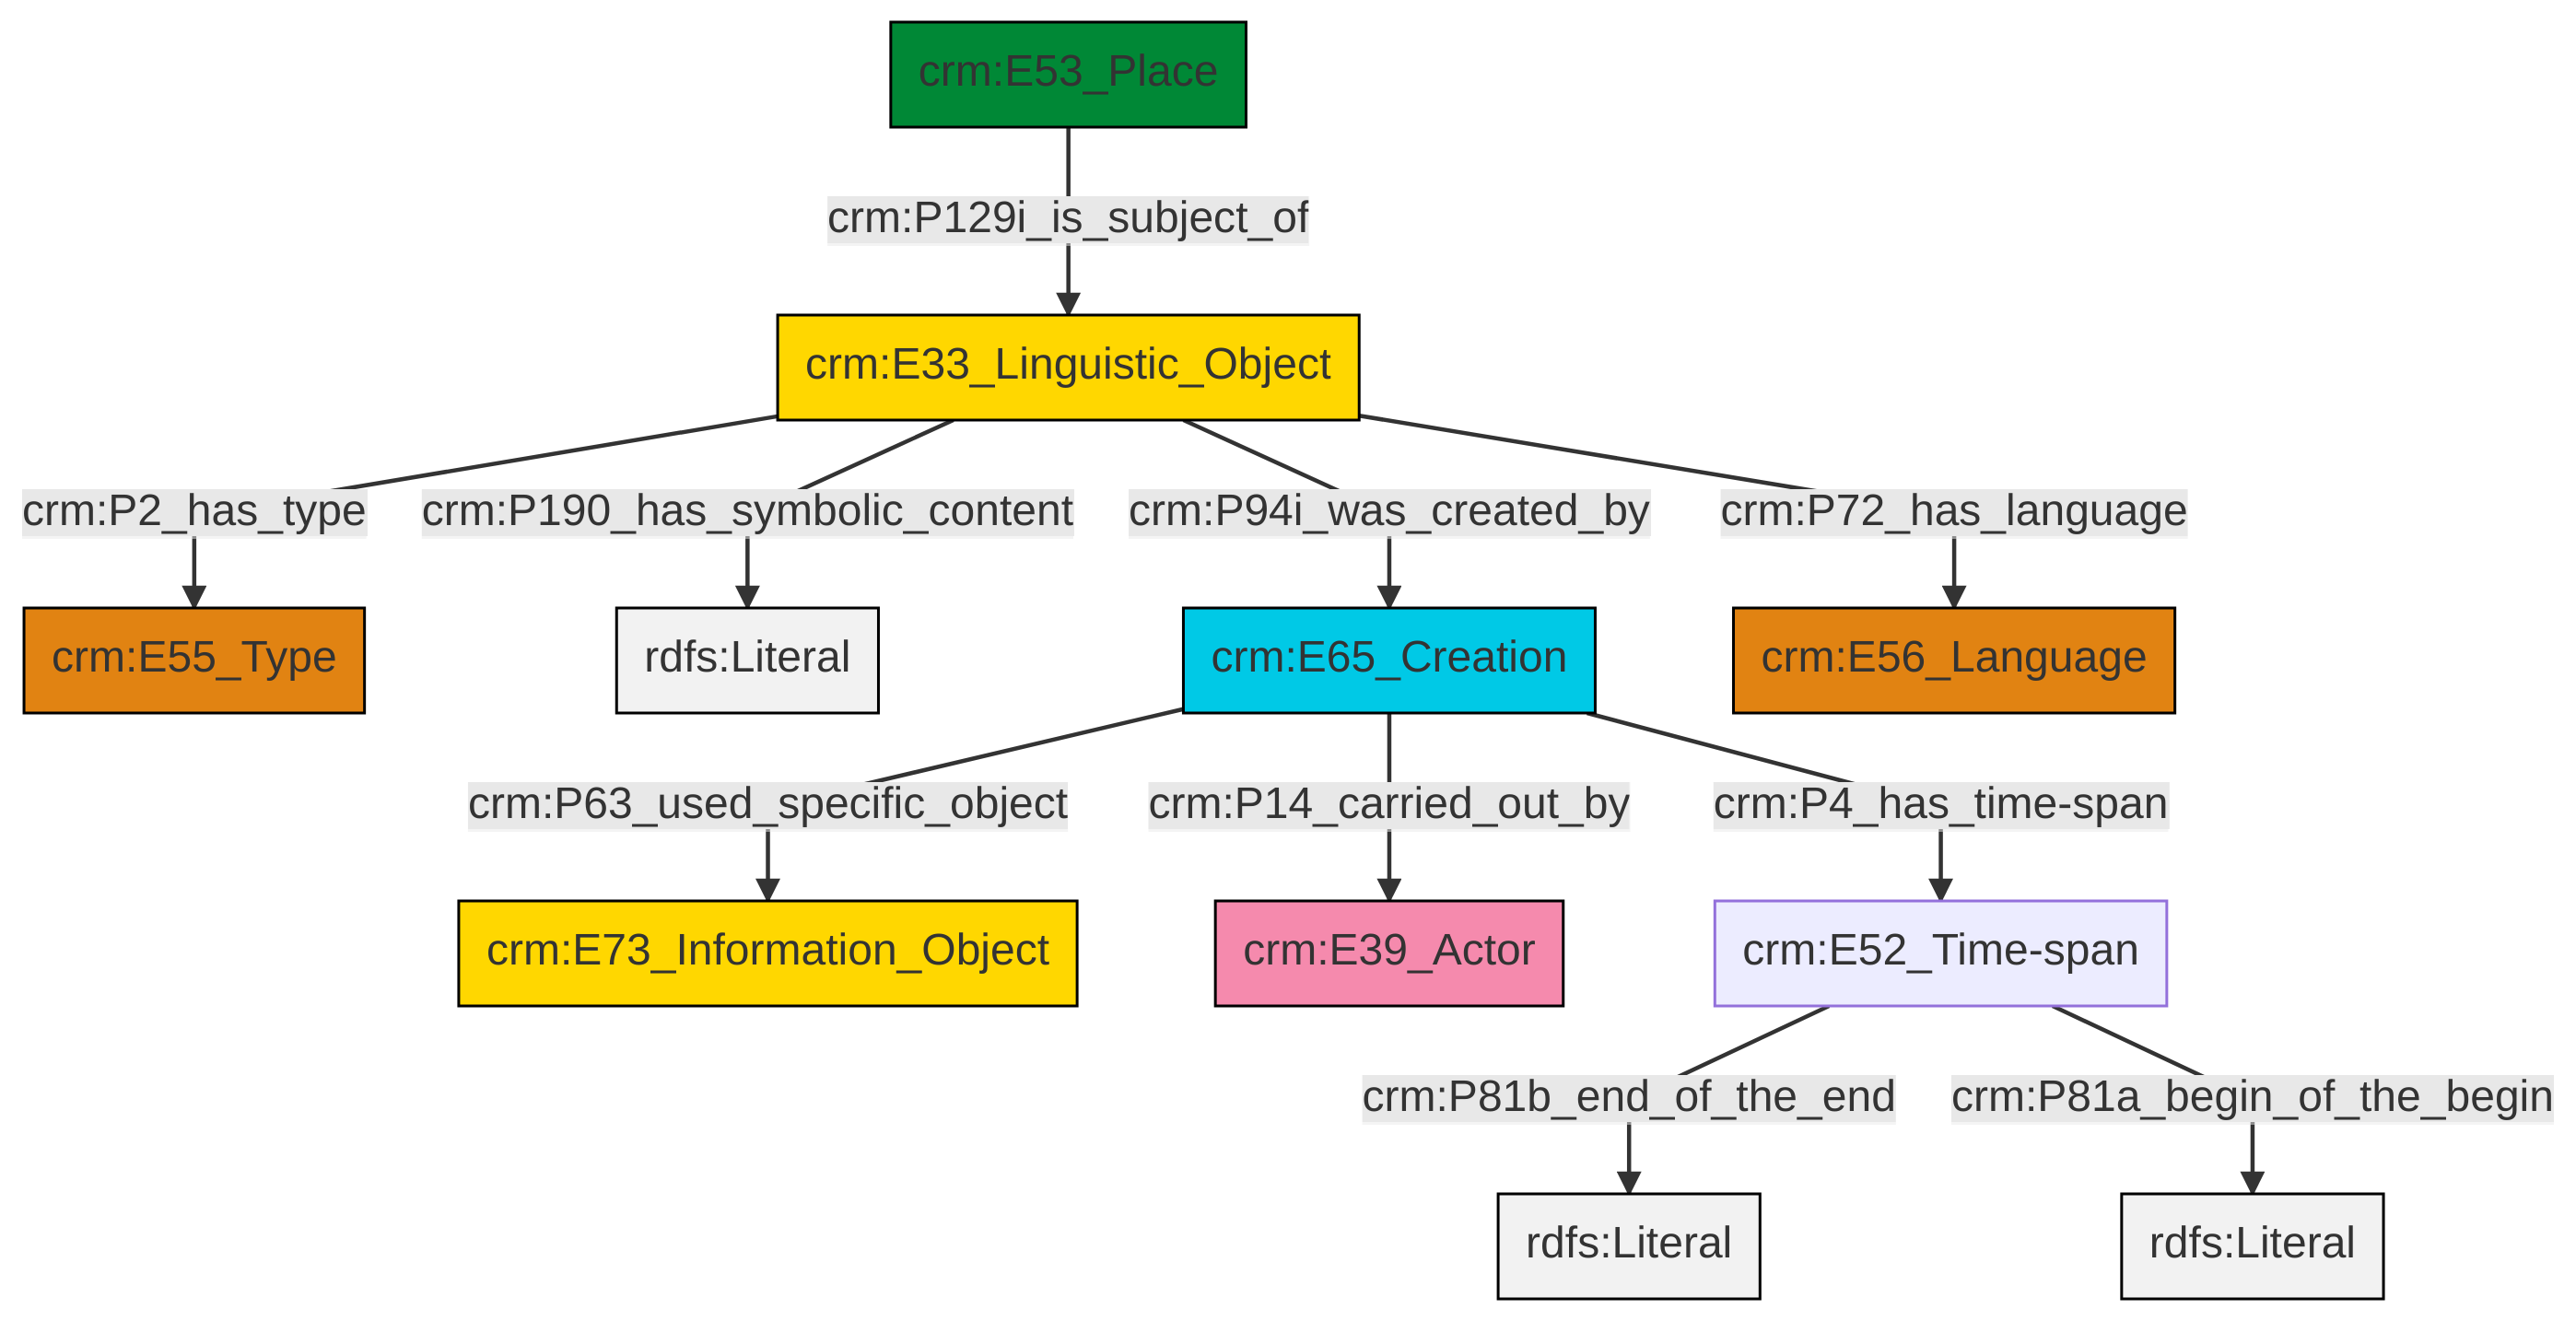 crm:E53_Place
crm:P129i_is_subject_of
crm:E33_Linguistic_Object
crm:P2_has_type
crm:P190_has_symbolic_content
crm:P94i_was_created_by
crm:P72_has_language
crm:E55_Type
rdfs:Literal
crm:E65_Creation
crm:E56_Language
crm:P63_used_specific_object
crm:P14_carried_out_by
crm:P4_has_time-span
crm:E73_Information_Object
crm:E39_Actor
crm:E52_Time-span
crm:P81b_end_of_the_end
crm:P81a_begin_of_the_begin
rdfs:Literal
rdfs:Literal